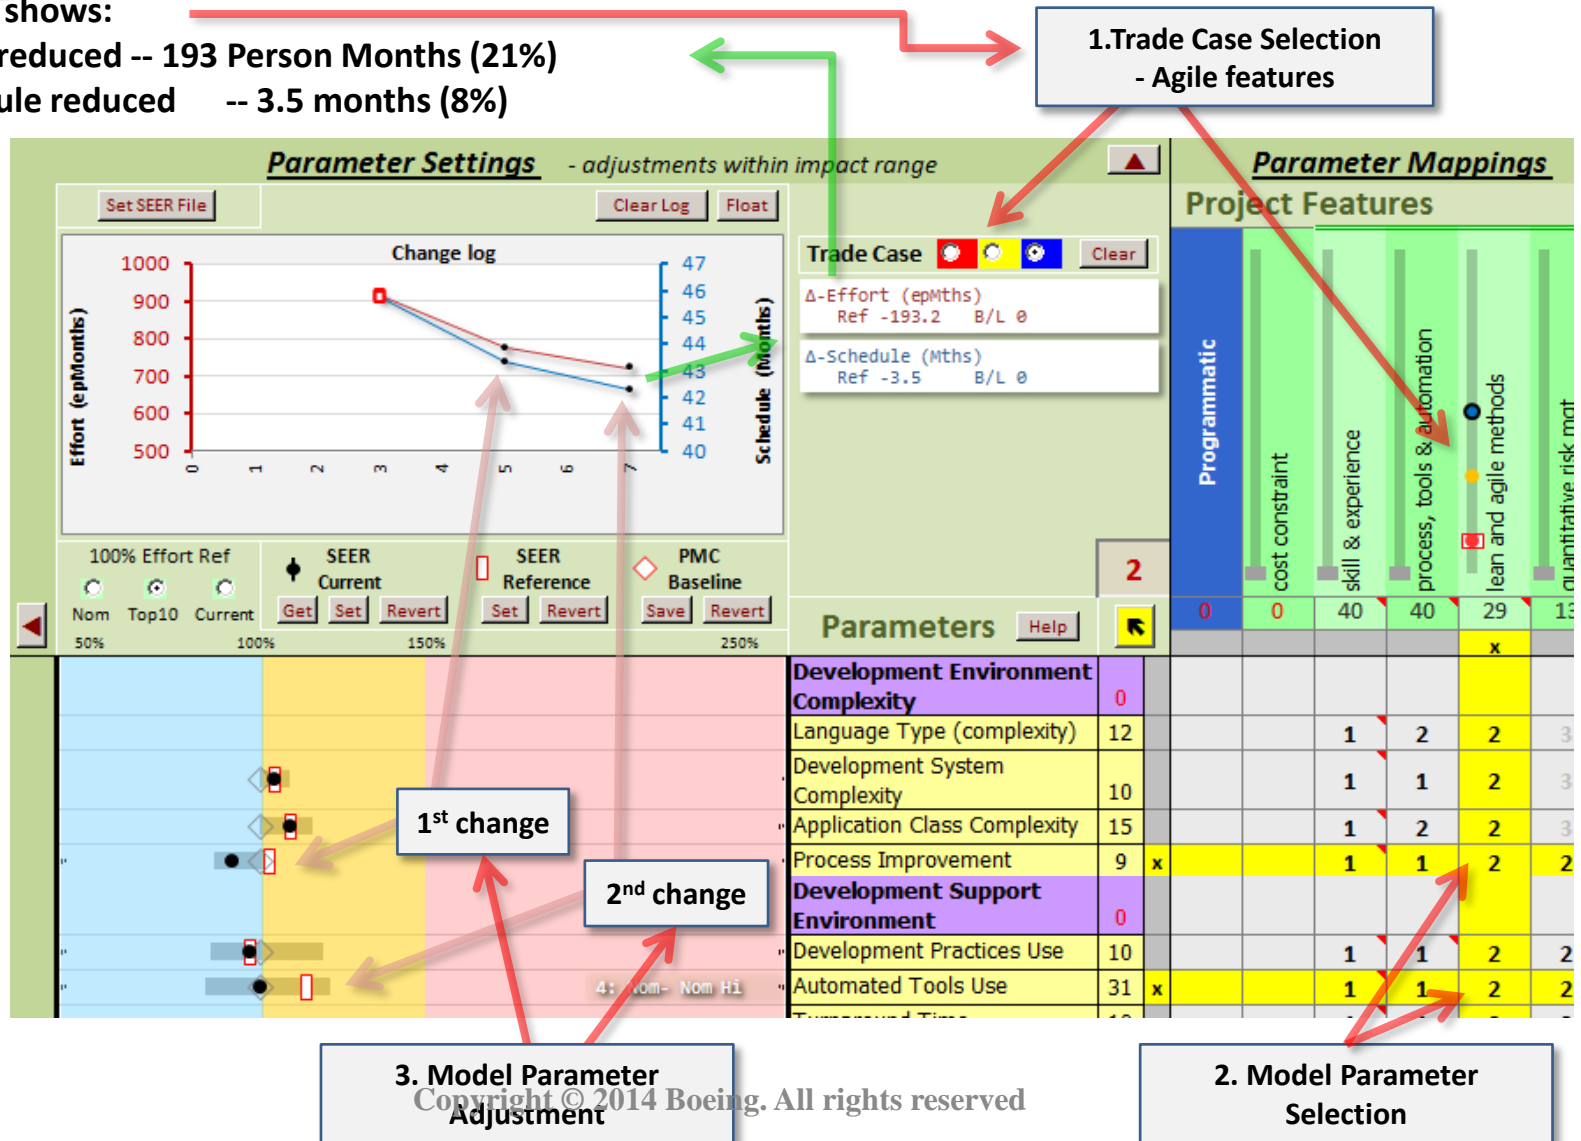 shows:
reduced -- 193 Person Months (21%)
ule reduced -- 3.5 months (8%)
1.Trade Case Selection
- Agile features
Parameter Settings - adjustments within impact range
Parameter Mappings
Set SEER File
Clear Log
Float
Project Features
Change log
Effort (epMonths)
1000
900
800
700
600
500
0 1 2 3 4 5 6 7
47
46
45
44
43
42
41
40
Schedule (Months)
Trade Case
Clear
Δ-Effort (epMths)
Ref -193.2 B/L 0
Δ-Schedule (Mths)
Ref -3.5 B/L 0
Programmatic
cost constraint
skill & experience
process, tools & automation
lean and agile methods
quantitative risk mgt
100% Effort Ref
Nom Top10 Current
SEER
Current
Get Set Revert
SEER
Reference
Set Revert
PMC
Baseline
Save Revert
2
Parameters Help
0 0 40 40 29 13
50% 100% 150% 250%
x
Development Environment
Complexity 0
Language Type (complexity) 12 1 2 2 3
Development System
Complexity 10 1 1 2 3
Application Class Complexity 15 1 2 2 3
Process Improvement 9 x 1 1 2 2
Development Support
Environment 0
Development Practices Use 10 1 1 2 2
4: Nom- Nom Hi
Automated Tools Use 31 x 1 1 2 2
1st change
2nd change
3. Model Parameter
Adjustment
2. Model Parameter
Selection
Copyright © 2014 Boeing. All rights reserved